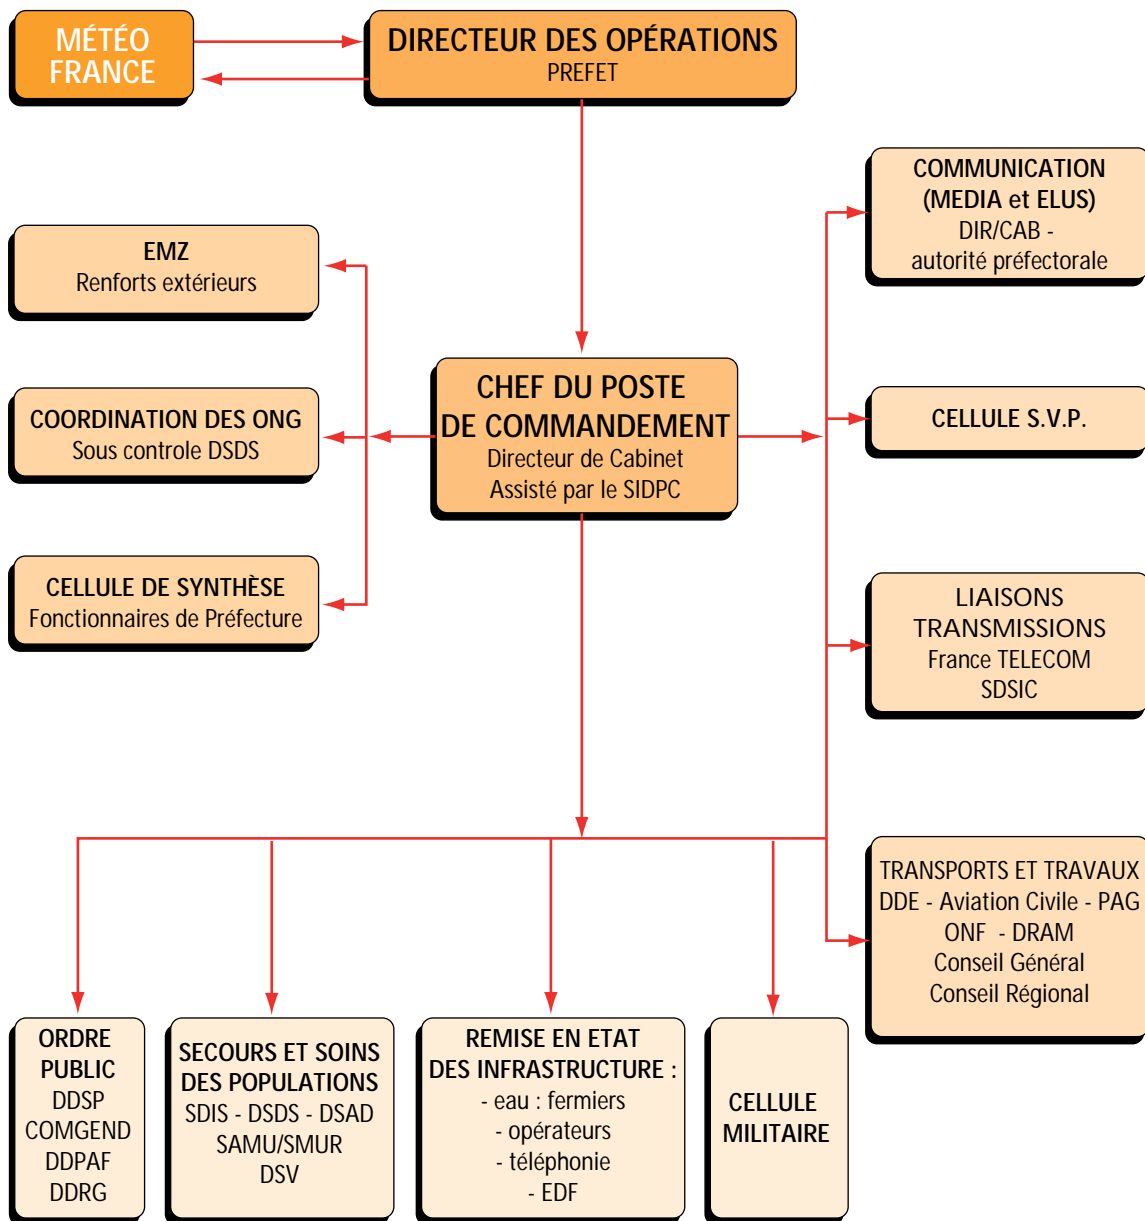 MÉTÉO
FRANCE
DIRECTEUR DES OPÉRATIONS
PREFET
COMMUNICATION
(MEDIA et ELUS)
DIR/CAB -
autorité préfectorale
EMZ
Renforts extérieurs
CHEF DU POSTE
DE COMMANDEMENT
Directeur de Cabinet
Assisté par le SIDPC
COORDINATION DES ONG
Sous controle DSDS
CELLULE S.V.P.
CELLULE DE SYNTHÈSE
Fonctionnaires de Préfecture
LIAISONS
TRANSMISSIONS
France TELECOM
SDSIC
TRANSPORTS ET TRAVAUX
DDE - Aviation Civile - PAG
ONF - DRAM
Conseil Général
Conseil Régional
ORDRE
PUBLIC
DDSP
COMGEND
DDPAF
DDRG
SECOURS ET SOINS
DES POPULATIONS
SDIS - DSDS - DSAD
SAMU/SMUR
DSV
REMISE EN ETAT
DES INFRASTRUCTURE :
- eau : fermiers
- opérateurs
- téléphonie
- EDF
CELLULE
MILITAIRE